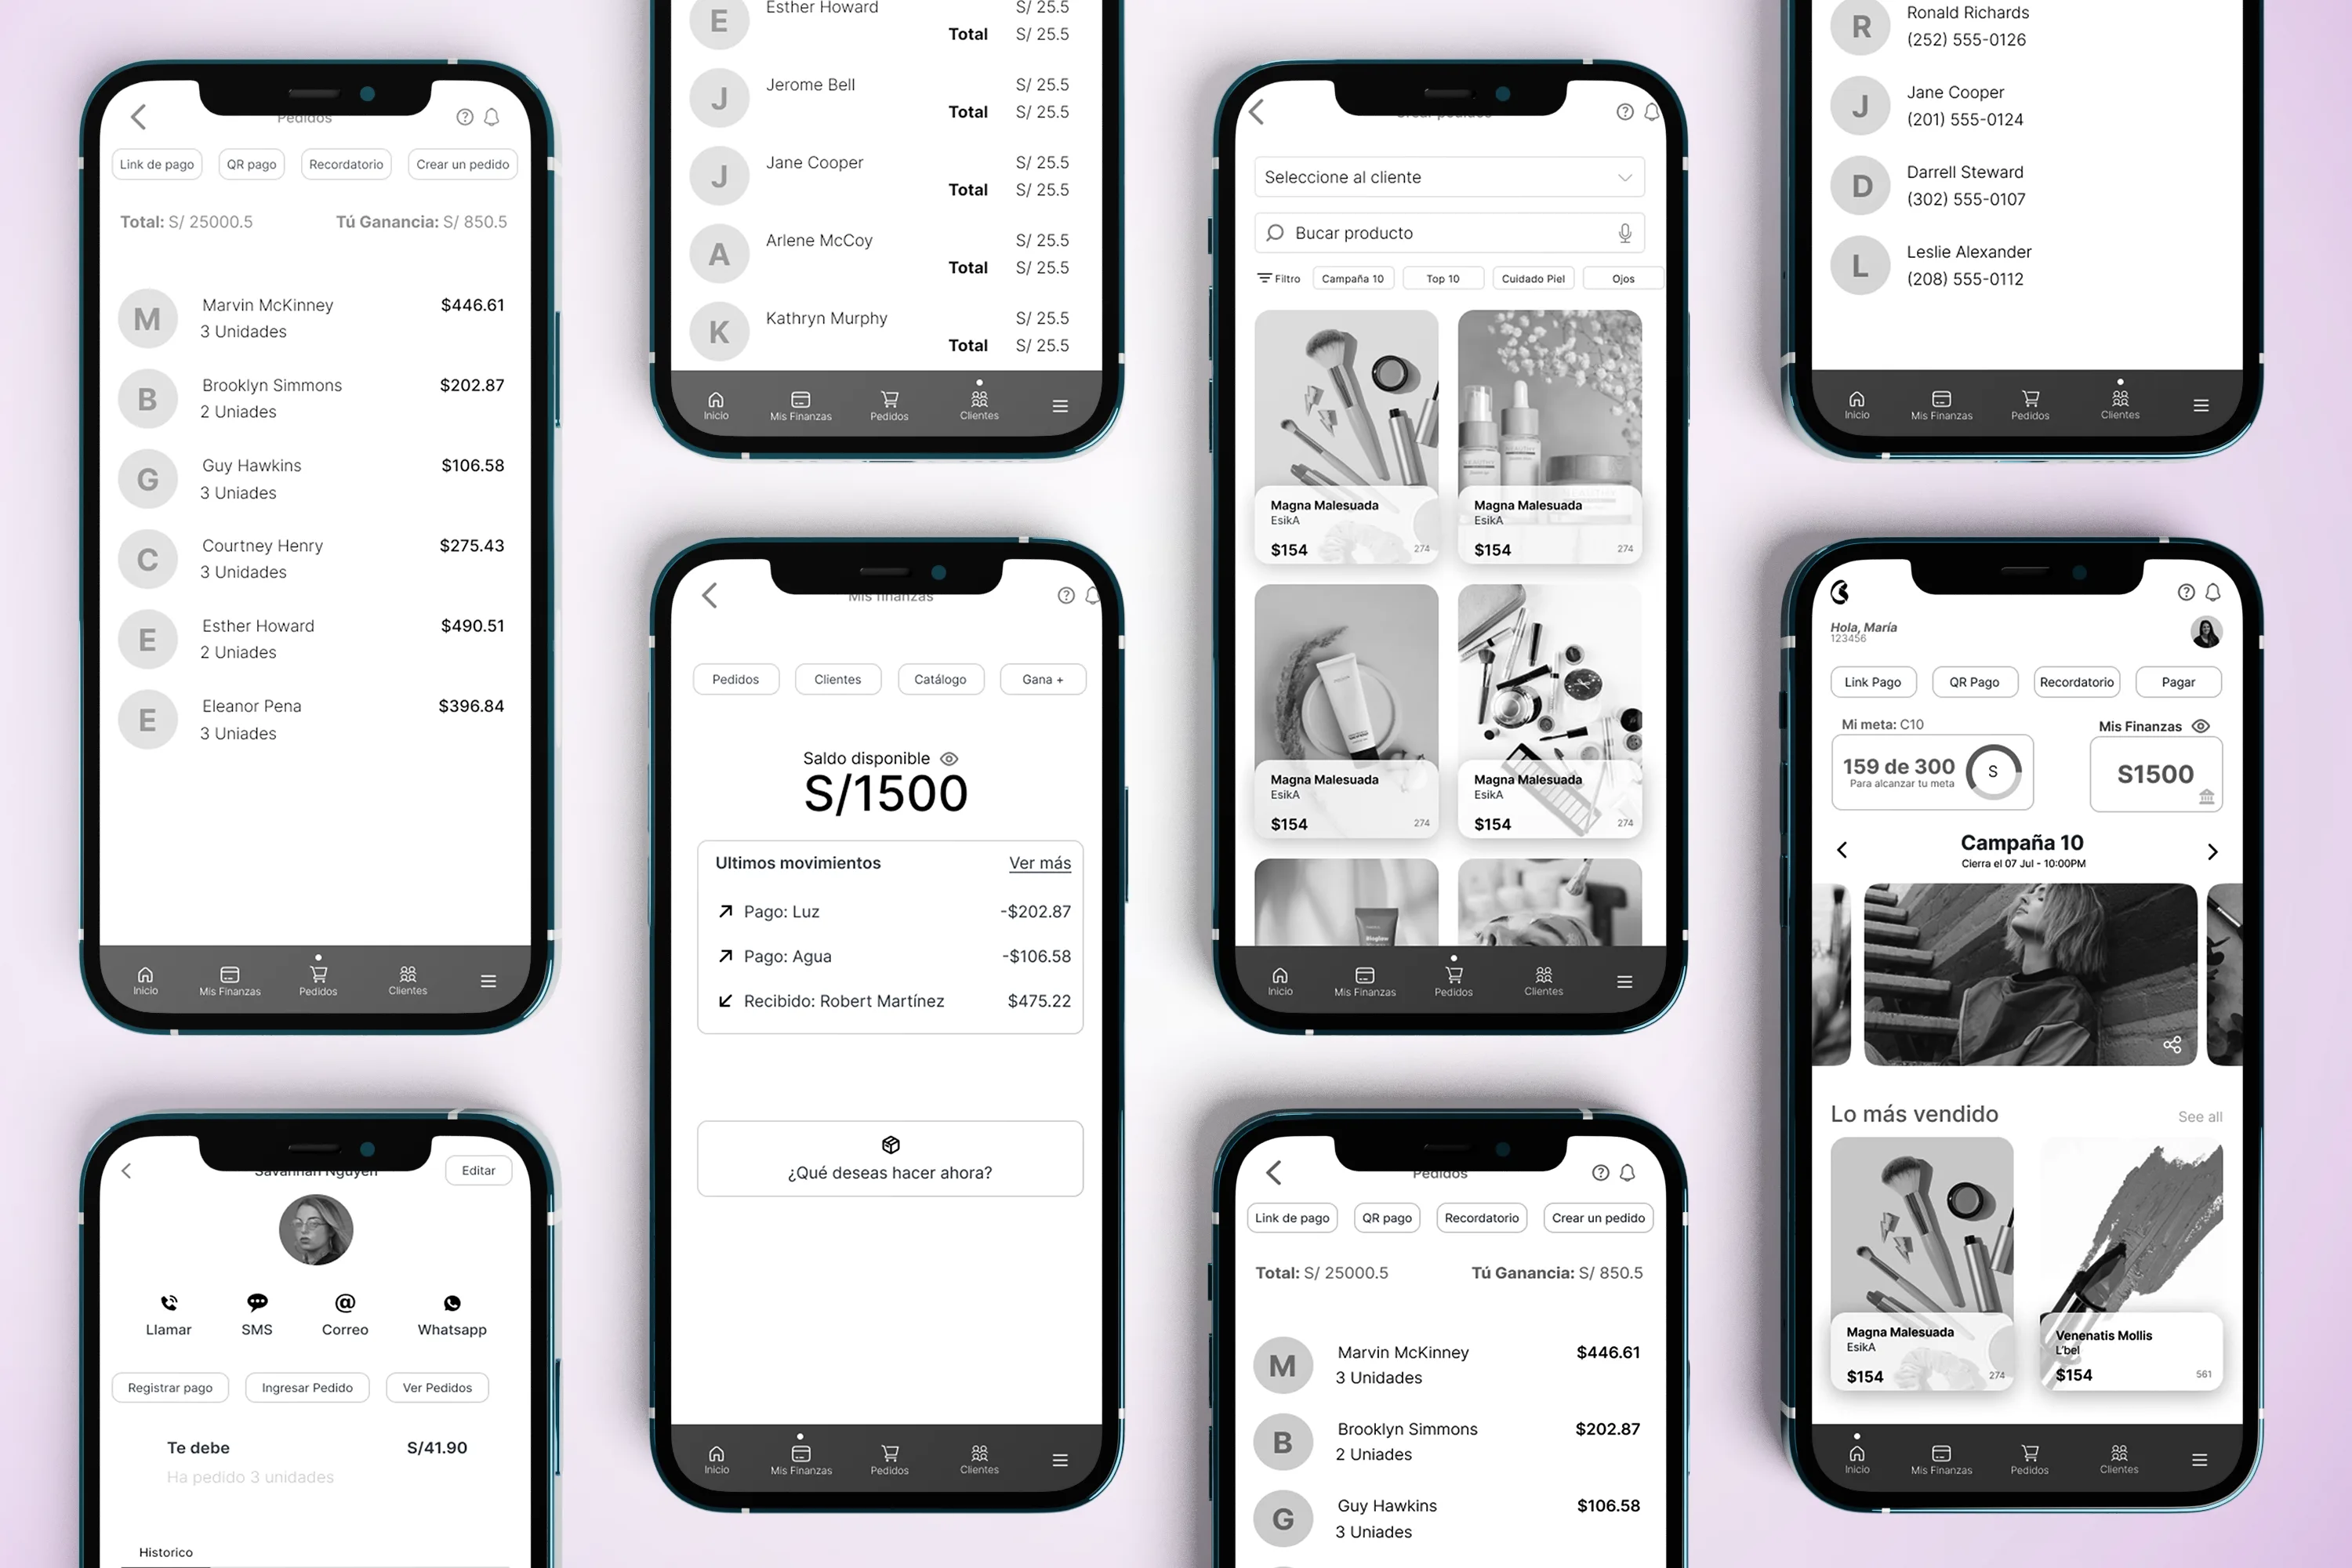 Pedidos
Link de pago
QR pago
Recordatorio
Crear un pedido
Total: S/ 25000.5
Tú Ganancia: S/ 850.5
M
Marvin McKinney
$446.61
3 Unidades
B
Brooklyn Simmons
$202.87
2 Uniades
G
Guy Hawkins
$106.58
3 Uniades
C
Courtney Henry
$275.43
3 Unidades
E
Esther Howard
$490.51
2 Uniades
E
Eleanor Pena
$396.84
3 Uniades
Inicio
Mis Finanzas
Pedidos
Clientes
Savannah Nguyen
Editar
Llamar
SMS
Correo
Whatsapp
Registrar pago
Ingresar Pedido
Ver Pedidos
Te debe
S/41.90
Ha pedido 3 unidades
Historico
E
Esther Howard
S/ 25.5
Total
S/ 25.5
J
Jerome Bell
S/ 25.5
Total
S/ 25.5
J
Jane Cooper
S/ 25.5
Total
S/ 25.5
A
Arlene McCoy
S/ 25.5
Total
S/ 25.5
K
Kathryn Murphy
S/ 25.5
Total
S/ 25.5
Inicio
Mis Finanzas
Pedidos
Clientes
Mis finanzas
Pedidos
Clientes
Catálogo
Gana +
Saldo disponible
S/1500
Ultimos movimientos
Ver más
Pago: Luz
-$202.87
Pago: Agua
-$106.58
Recibido: Robert Martínez
$475.22
¿Qué deseas hacer ahora?
Inicio
Mis Finanzas
Pedidos
Clientes
Crear pedidos
Seleccione al cliente
Bucar producto
Filtro
Campaña 10
Top 10
Cuidado Piel
Ojos
Magna Malesuada
EsikA
$154
274
Magna Malesuada
EsikA
$154
274
Magna Malesuada
EsikA
$154
274
Magna Malesuada
EsikA
$154
274
Inicio
Mis Finanzas
Pedidos
Clientes
Pedidos
Link de pago
QR pago
Recordatorio
Crear un pedido
Total: S/ 25000.5
Tú Ganancia: S/ 850.5
M
Marvin McKinney
$446.61
3 Unidades
B
Brooklyn Simmons
$202.87
2 Uniades
G
Guy Hawkins
$106.58
3 Uniades
R
Ronald Richards
(252) 555-0126
J
Jane Cooper
(201) 555-0124
D
Darrell Steward
(302) 555-0107
L
Leslie Alexander
(208) 555-0112
Inicio
Mis Finanzas
Pedidos
Clientes
Hola, María
123456
Link Pago
QR Pago
Recordatorio
Pagar
Mi meta: C10
Mis Finanzas
159 de 300
Para alcanzar tu meta
S
S1500
Campaña 10
Cierra el 07 Jul - 10:00PM
Lo más vendido
See all
Magna Malesuada
EsikA
$154
274
Venenatis Mollis
L'bel
$154
561
Inicio
Mis Finanzas
Pedidos
Clientes